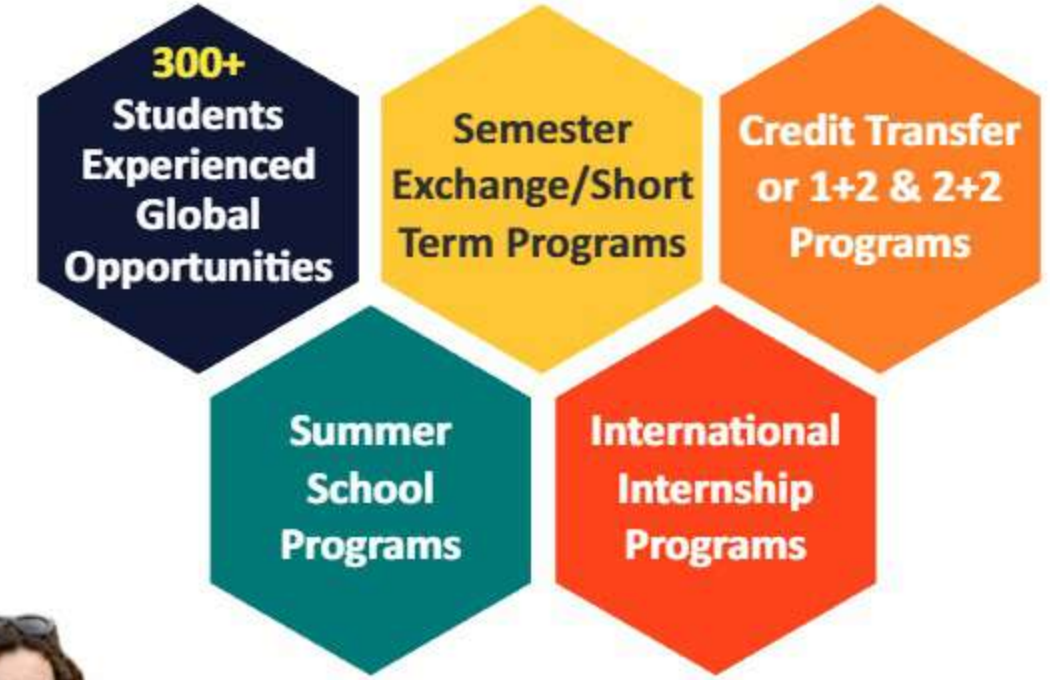 300+
Students
Experienced
Global
Opportunities
Semester
Exchange/Short
Term Programs
Credit Transfer
or 1+2 & 2+2
Programs
Summer
School
Programs
International
Internship
Programs